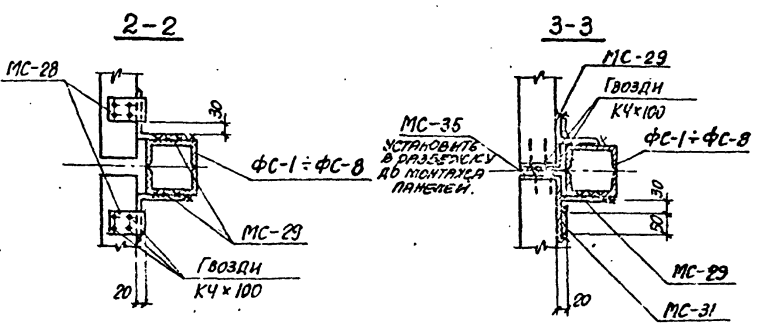 2-2
МС-28
30
ФС-1÷ФС-8
МС-29
Гвозди
К4×100
20
3-3
МС-29
Гвозди
К4×100
МС-35
УСТАНОВИТЬ
В РАЗБЕЖКУ
ДО МОНТАЖА
ПАНЕЛЕЙ.
ФС-1÷ФС-8
30
50
МС-29
20
МС-31